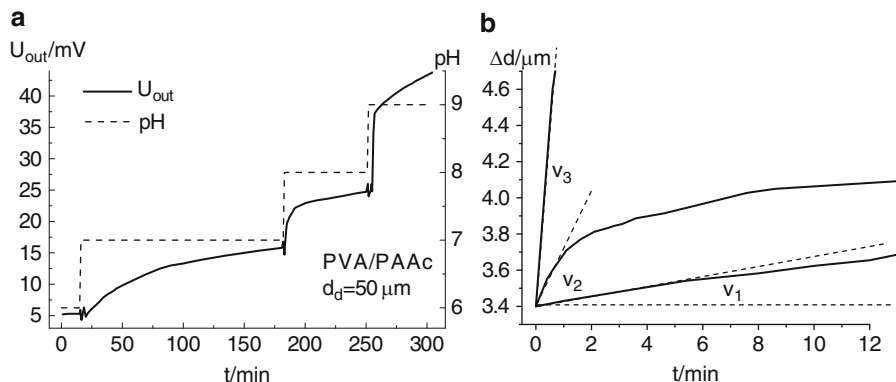 a
U_out/mV
pH
40
35
30
25
20
15
10
5
U_out
pH
9
8
7
6
PVA/PAAc
d_d=50 μm
0
50
100
150
200
250
300
t/min
b
Δd/μm
4.6
4.4
4.2
4.0
3.8
3.6
3.4
v_3
v_2
v_1
0
2
4
6
8
10
12
t/min